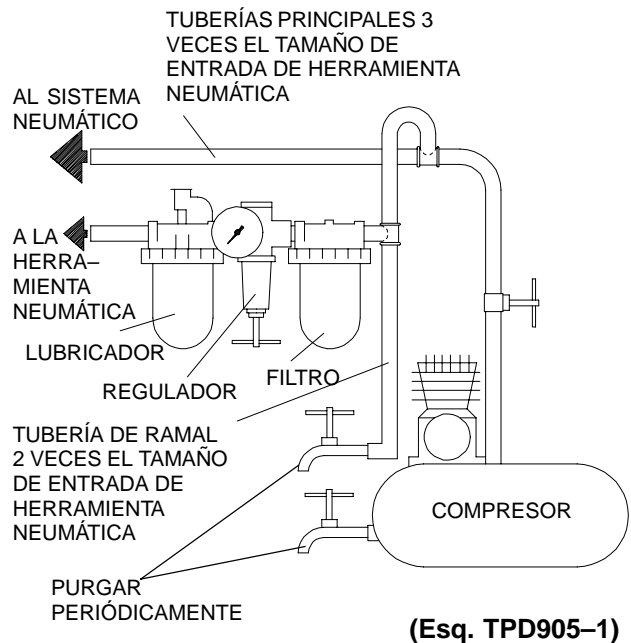 TUBERÍAS PRINCIPALES 3
VECES EL TAMAÑO DE
ENTRADA DE HERRAMIENTA
NEUMÁTICA
AL SISTEMA
NEUMÁTICO
A LA
HERRA–
MIENTA
NEUMÁTICA
LUBRICADOR
REGULADOR
FILTRO
TUBERÍA DE RAMAL
2 VECES EL TAMAÑO
DE ENTRADA DE
HERRAMIENTA
NEUMÁTICA
COMPRESOR
PURGAR
PERIÓDICAMENTE
(Esq. TPD905–1)